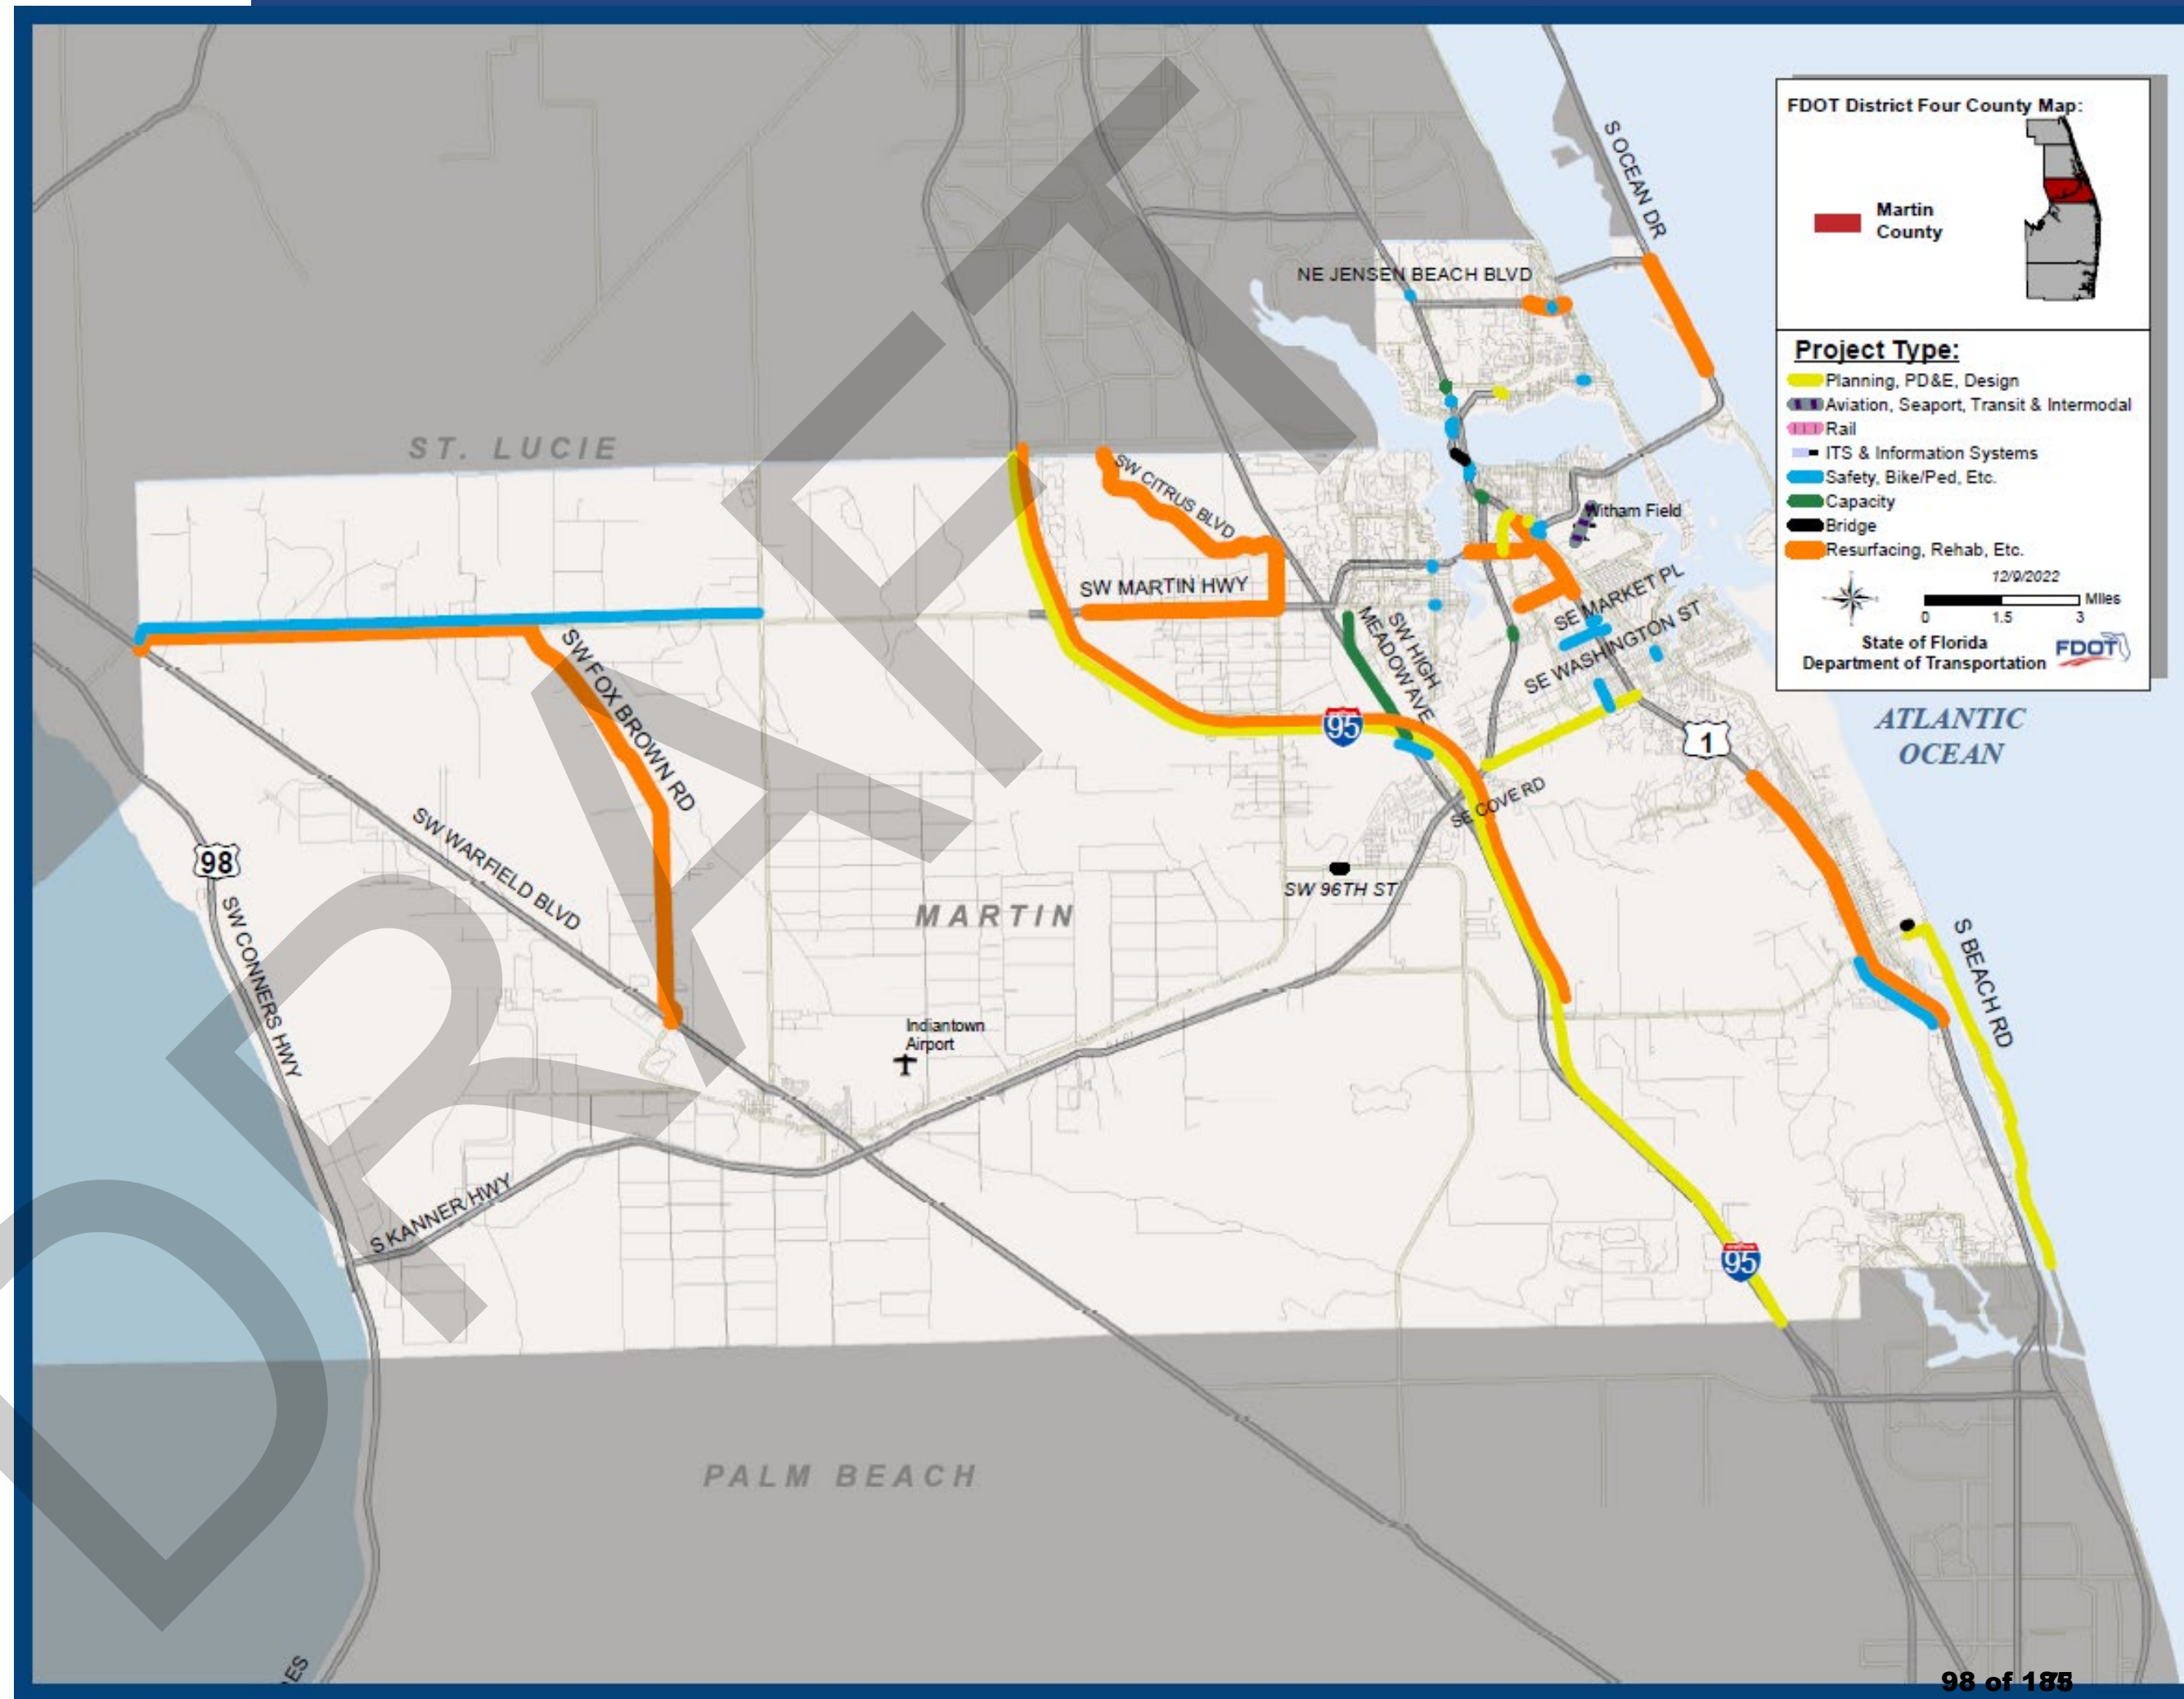 S OCEAN DR
NE JENSEN BEACH BLVD
ST. LUCIE
SW CITRUS BLVD
Witham Field
SW MARTIN HWY
SE MARKET PL
SW HIGH
MEADOW AVE
SE WASHINGTON ST
SW FOX BROWN RD
95
1
ATLANTIC
OCEAN
SE COVE RD
SW WARFIELD BLVD
98
SW 96TH ST
MARTIN
SW CONNERS HWY
S BEACH RD
Indiantown
Airport
S KANNER HWY
95
PALM BEACH
FDOT District Four County Map:
Martin
County
Project Type:
Planning, PD&E, Design
Aviation, Seaport, Transit & Intermodal
Rail
ITS & Information Systems
Safety, Bike/Ped, Etc.
Capacity
Bridge
Resurfacing, Rehab, Etc.
12/9/2022
Miles
0 1.5 3
State of Florida
Department of Transportation
FDOT
DRAFT
98 of